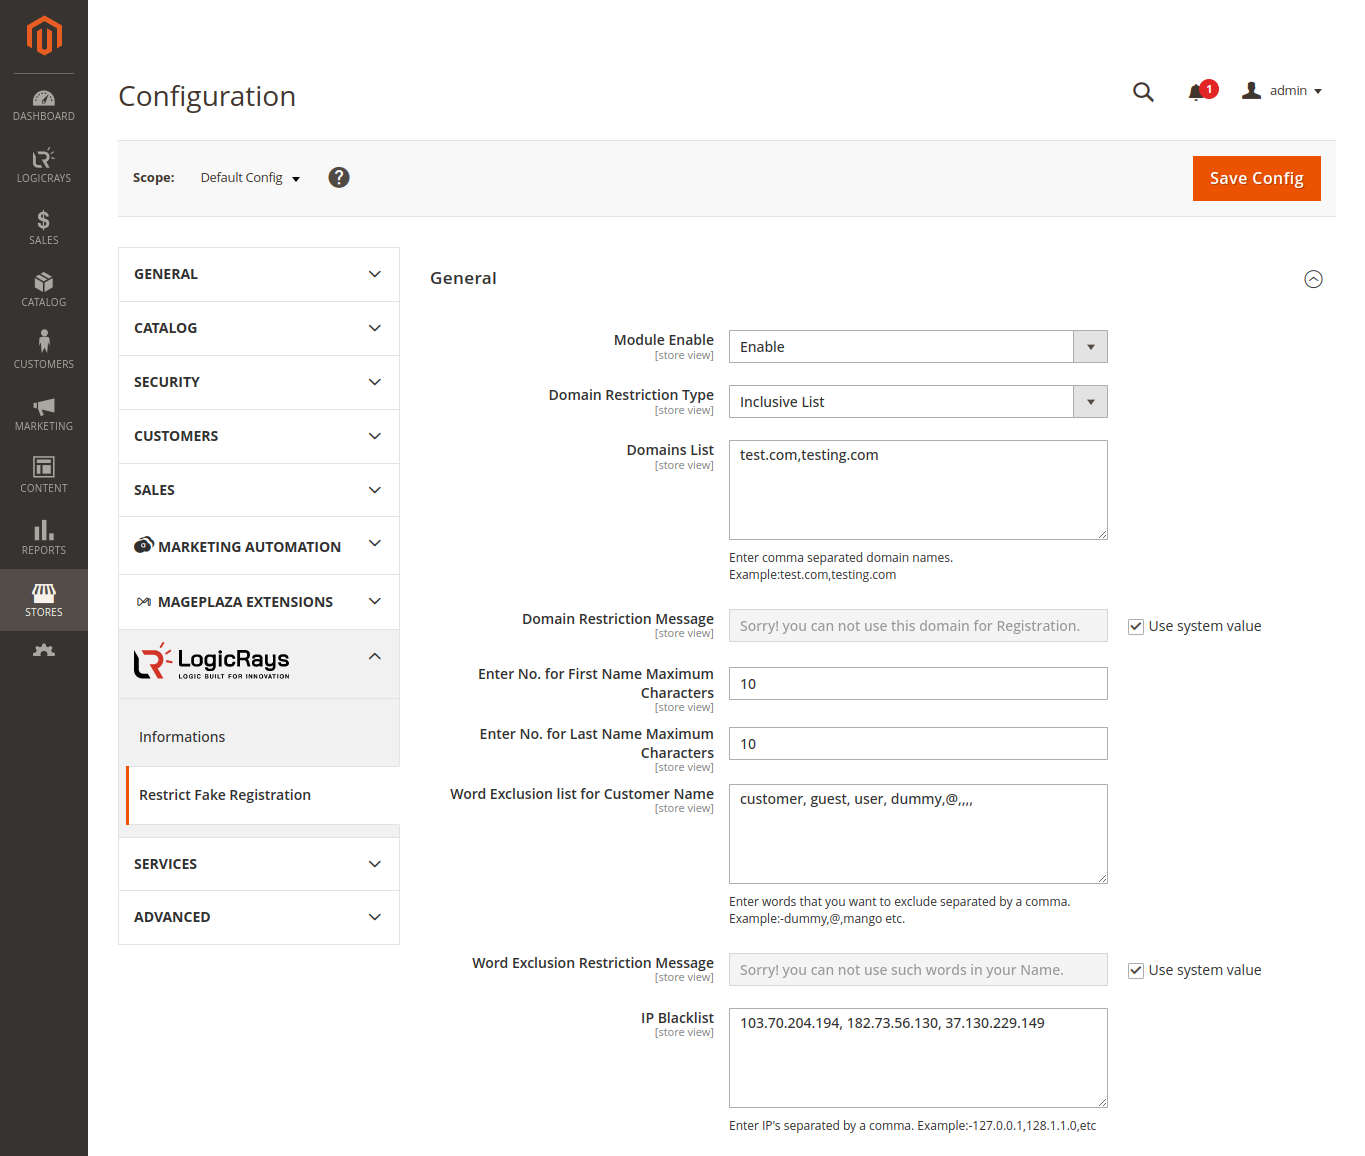 Configuration
1
admin
Scope:
Default Config
?
Save Config
DASHBOARD
LOGICRAYS
$
SALES
CATALOG
CUSTOMERS
MARKETING
CONTENT
REPORTS
STORES
GENERAL
CATALOG
SECURITY
CUSTOMERS
SALES
MARKETING AUTOMATION
MAGEPLAZA EXTENSIONS
LogicRays
LOGIC BUILT FOR INNOVATION
Informations
Restrict Fake Registration
SERVICES
ADVANCED
General
Module Enable
[store view]
Enable
Domain Restriction Type
[store view]
Inclusive List
Domains List
[store view]
test.com,testing.com
Enter comma separated domain names.
Example:test.com,testing.com
Domain Restriction Message
[store view]
Sorry! you can not use this domain for Registration.
Use system value
Enter No. for First Name Maximum
Characters
[store view]
10
Enter No. for Last Name Maximum
Characters
[store view]
10
Word Exclusion list for Customer Name
[store view]
customer, guest, user, dummy,@,,,,
Enter words that you want to exclude separated by a comma.
Example:-dummy,@,mango etc.
Word Exclusion Restriction Message
[store view]
Sorry! you can not use such words in your Name.
Use system value
IP Blacklist
[store view]
103.70.204.194, 182.73.56.130, 37.130.229.149
Enter IP's separated by a comma. Example:-127.0.0.1,128.1.1.0,etc